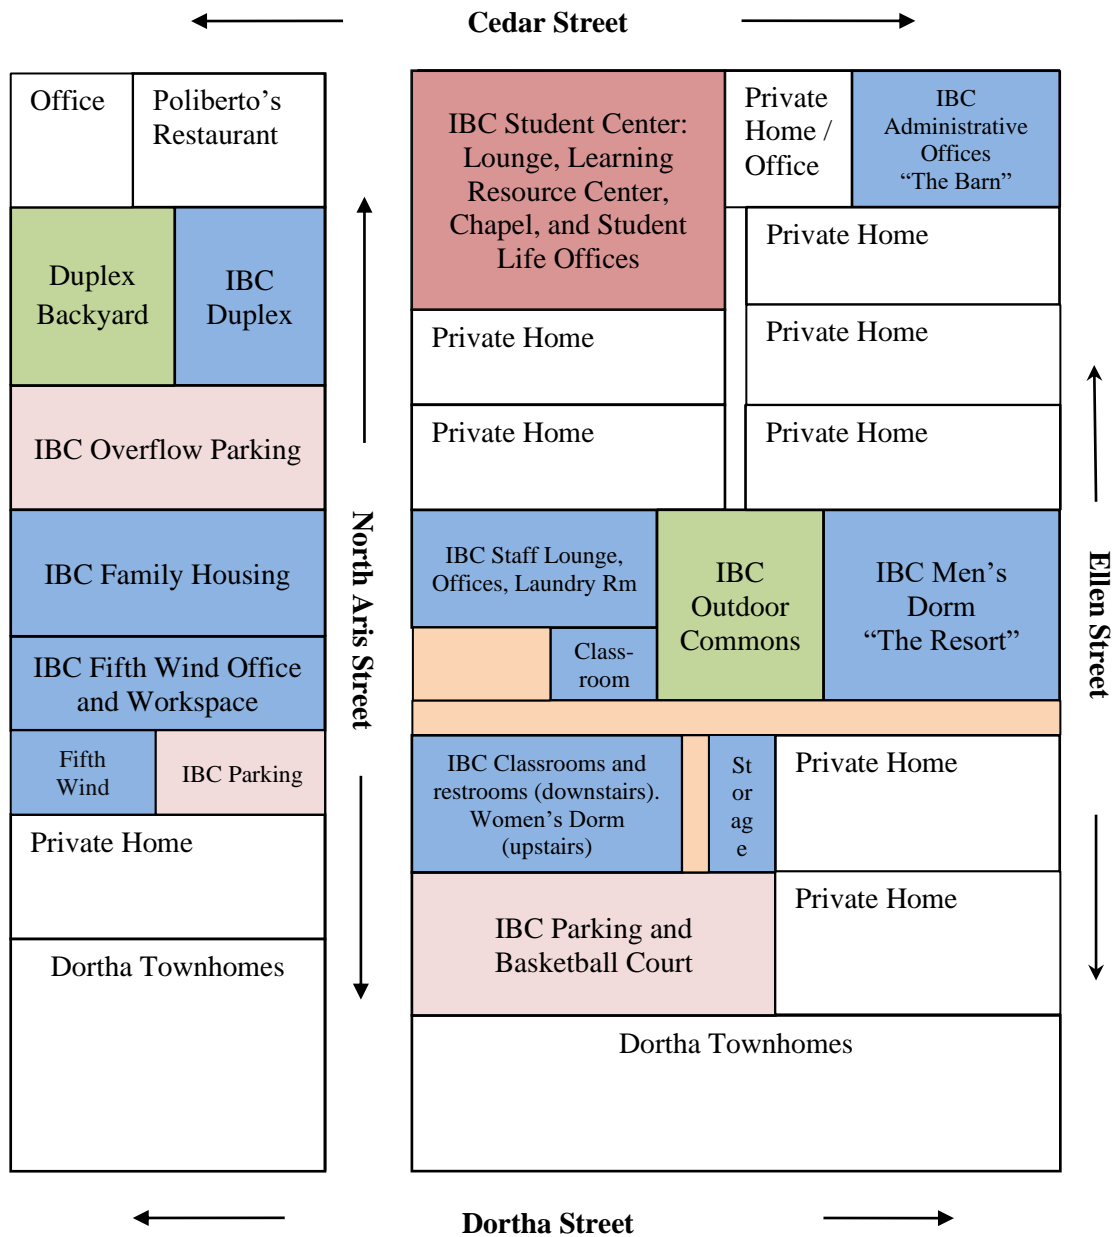 Cedar Street
Office
Poliberto’s
Restaurant
Duplex
Backyard
IBC
Duplex
IBC Overflow Parking
IBC Family Housing
IBC Fifth Wind Office
and Workspace
Fifth
Wind
IBC Parking
Private Home
Dortha Townhomes
North Aris Street
IBC Student Center:
Lounge, Learning
Resource Center,
Chapel, and Student
Life Offices
Private
Home /
Office
IBC
Administrative
Offices
“The Barn”
Private Home
Private Home
Private Home
Private Home
Private Home
IBC Staff Lounge,
Offices, Laundry Rm
Class-
room
IBC
Outdoor
Commons
IBC Men’s
Dorm
“The Resort”
IBC Classrooms and
restrooms (downstairs).
Women’s Dorm
(upstairs)
St
or
ag
e
Private Home
IBC Parking and
Basketball Court
Private Home
Dortha Townhomes
Ellen Street
Dortha Street